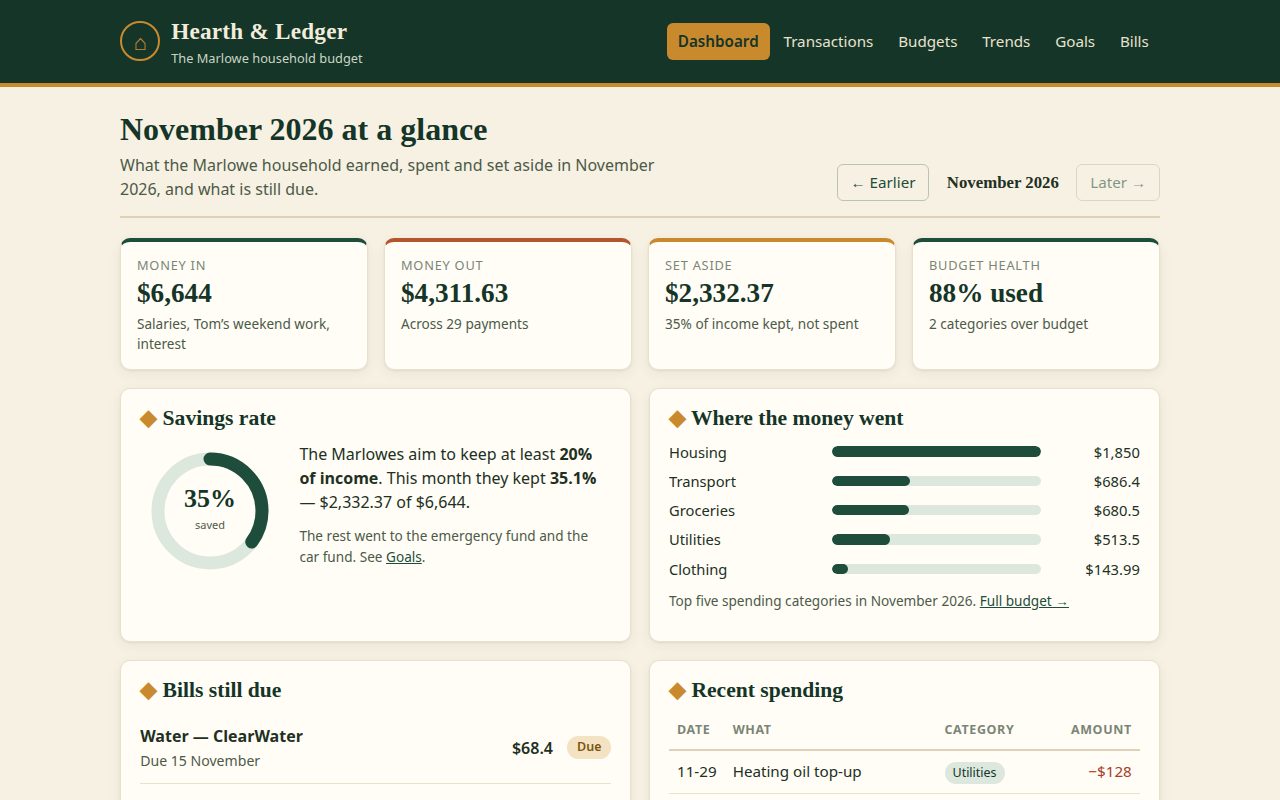 Hearth & Ledger
The Marlowe household budget
Dashboard Transactions Budgets Trends Goals Bills
November 2026 at a glance
What the Marlowe household earned, spent and set aside in November
2026, and what is still due.
← Earlier November 2026 Later →
MONEY IN
$6,644
Salaries, Tom’s weekend work,
interest
MONEY OUT
$4,311.63
Across 29 payments
SET ASIDE
$2,332.37
35% of income kept, not spent
BUDGET HEALTH
88% used
2 categories over budget
Savings rate
35%
saved
The Marlowes aim to keep at least 20%
of income. This month they kept 35.1%
— $2,332.37 of $6,644.
The rest went to the emergency fund and the
car fund. See Goals.
Where the money went
Housing $1,850
Transport $686.4
Groceries $680.5
Utilities $513.5
Clothing $143.99
Top five spending categories in November 2026. Full budget →
Bills still due
Water — ClearWater
Due 15 November
$68.4 Due
Recent spending
DATE WHAT CATEGORY AMOUNT
11-29 Heating oil top-up Utilities −$128